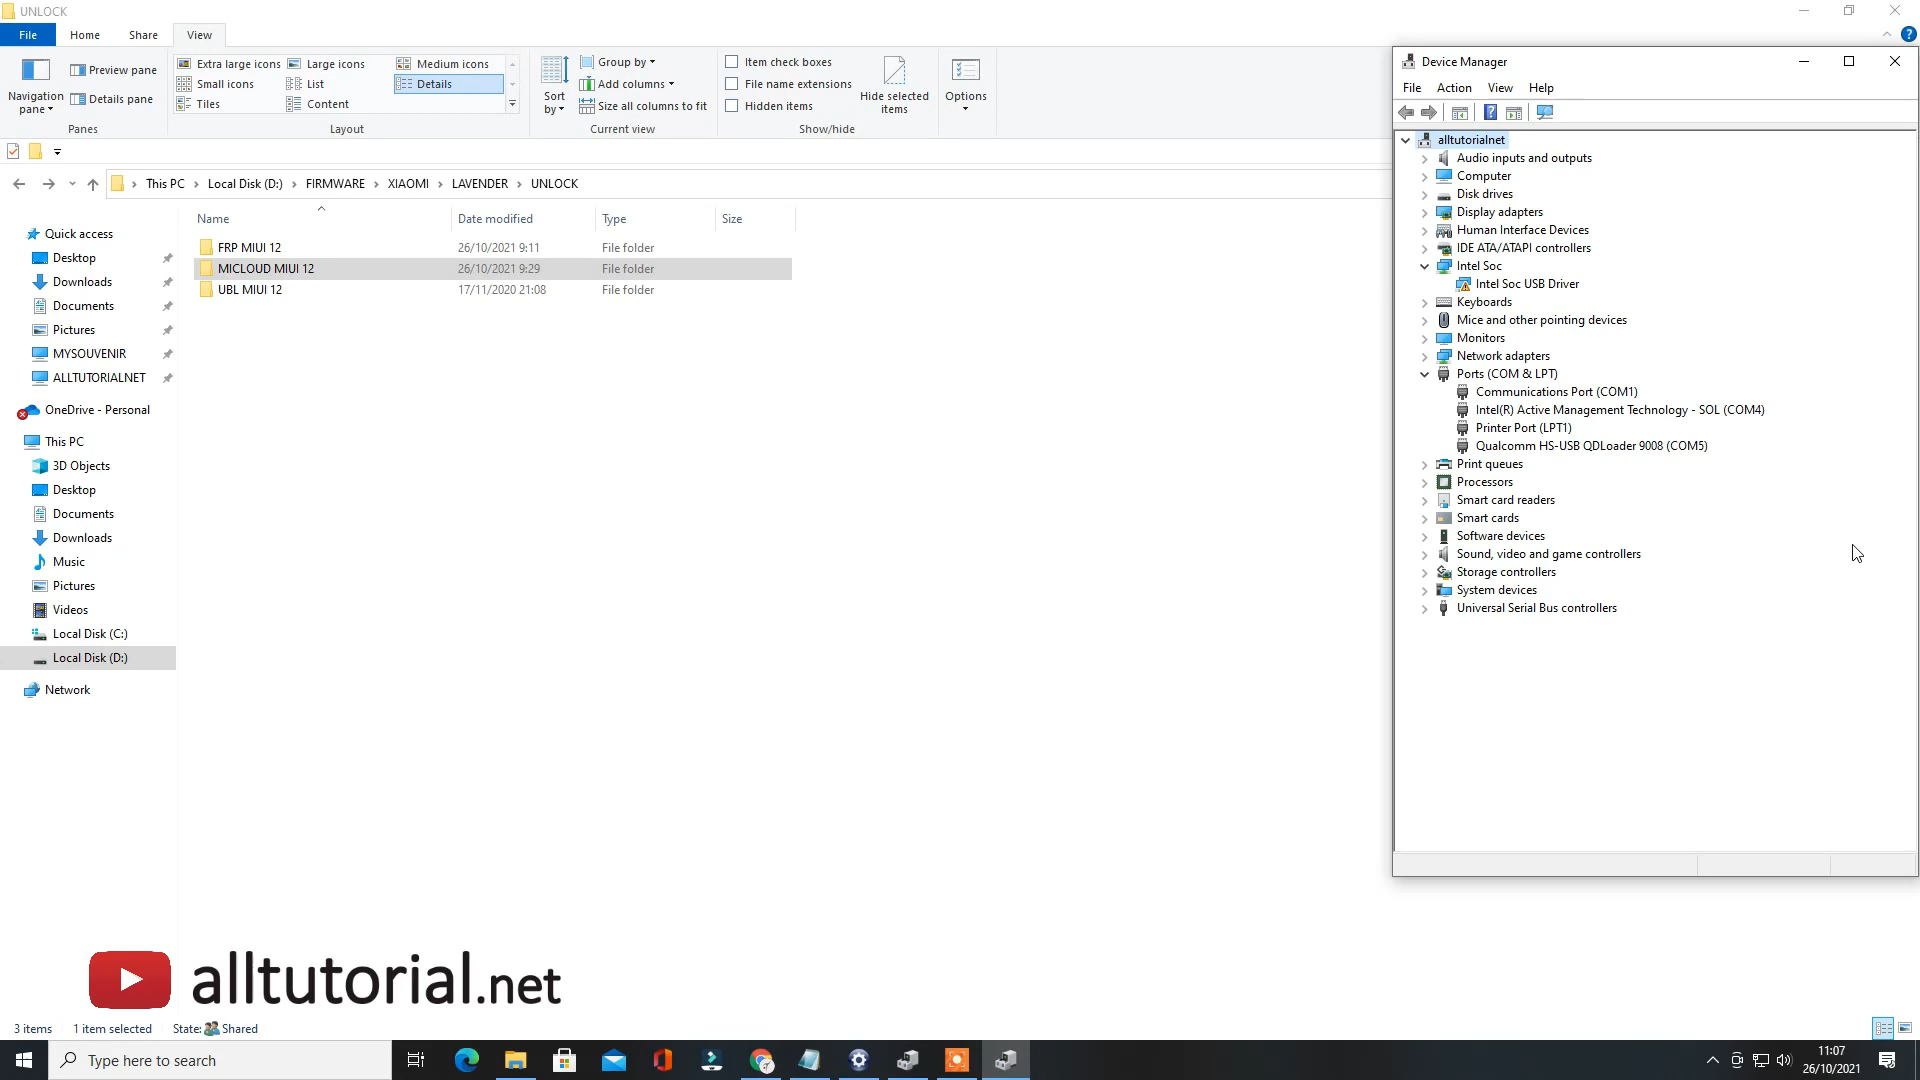 UNLOCK
File Home Share View
Navigation pane
Preview pane
Details pane
Panes
Extra large icons Large icons Medium icons
Small icons List Details
Tiles Content
Layout
Sort by
Group by
Add columns
Size all columns to fit
Current view
Item check boxes
File name extensions
Hidden items
Hide selected items
Show/hide
Options
This PC > Local Disk (D:) > FIRMWARE > XIAOMI > LAVENDER > UNLOCK
Name Date modified Type Size
FRP MIUI 12 26/10/2021 9:11 File folder
MICLOUD MIUI 12 26/10/2021 9:29 File folder
UBL MIUI 12 17/11/2020 21:08 File folder
Quick access
Desktop
Downloads
Documents
Pictures
MYSOUVENIR
ALLTUTORIALNET
OneDrive - Personal
This PC
3D Objects
Desktop
Documents
Downloads
Music
Pictures
Videos
Local Disk (C:)
Local Disk (D:)
Network
Device Manager
File Action View Help
alltutorialnet
Audio inputs and outputs
Computer
Disk drives
Display adapters
Human Interface Devices
IDE ATA/ATAPI controllers
Intel Soc
Intel Soc USB Driver
Keyboards
Mice and other pointing devices
Monitors
Network adapters
Ports (COM & LPT)
Communications Port (COM1)
Intel(R) Active Management Technology - SOL (COM4)
Printer Port (LPT1)
Qualcomm HS-USB QDLoader 9008 (COM5)
Print queues
Processors
Smart card readers
Smart cards
Software devices
Sound, video and game controllers
Storage controllers
System devices
Universal Serial Bus controllers
alltutorial.net
3 items 1 item selected State: Shared
Type here to search
11:07
26/10/2021